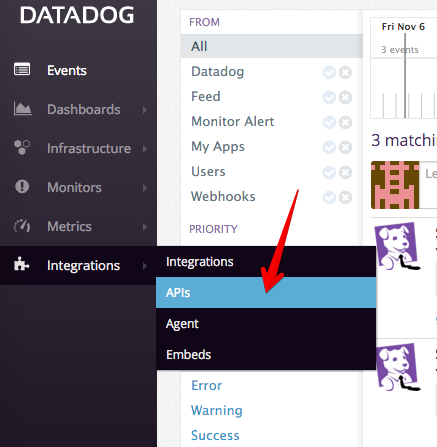 DATADOG
Events
Dashboards
Infrastructure
Monitors
Metrics
Integrations
FROM
All
Datadog
Feed
Monitor Alert
My Apps
Users
Webhooks
PRIORITY
Integrations
APIs
Agent
Embeds
Error
Warning
Success
Fri Nov 6
3 events
3 matchin
Le